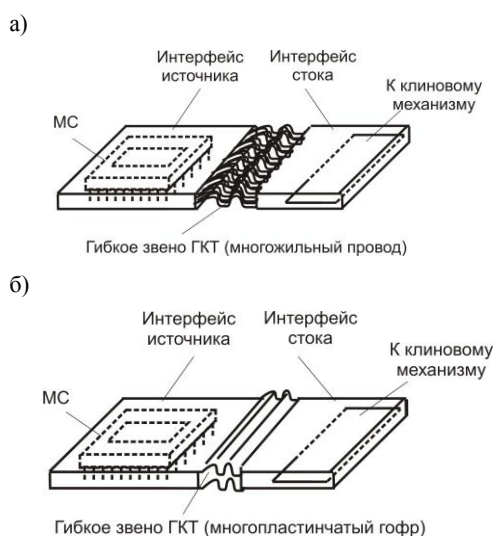 а)
Интерфейс
источника
Интерфейс
стока
К клиновому
механизму
МС
Гибкое звено ГКТ (многожильный провод)
б)
Интерфейс
источника
Интерфейс
стока
К клиновому
механизму
МС
Гибкое звено ГКТ (многопластинчатый гофр)